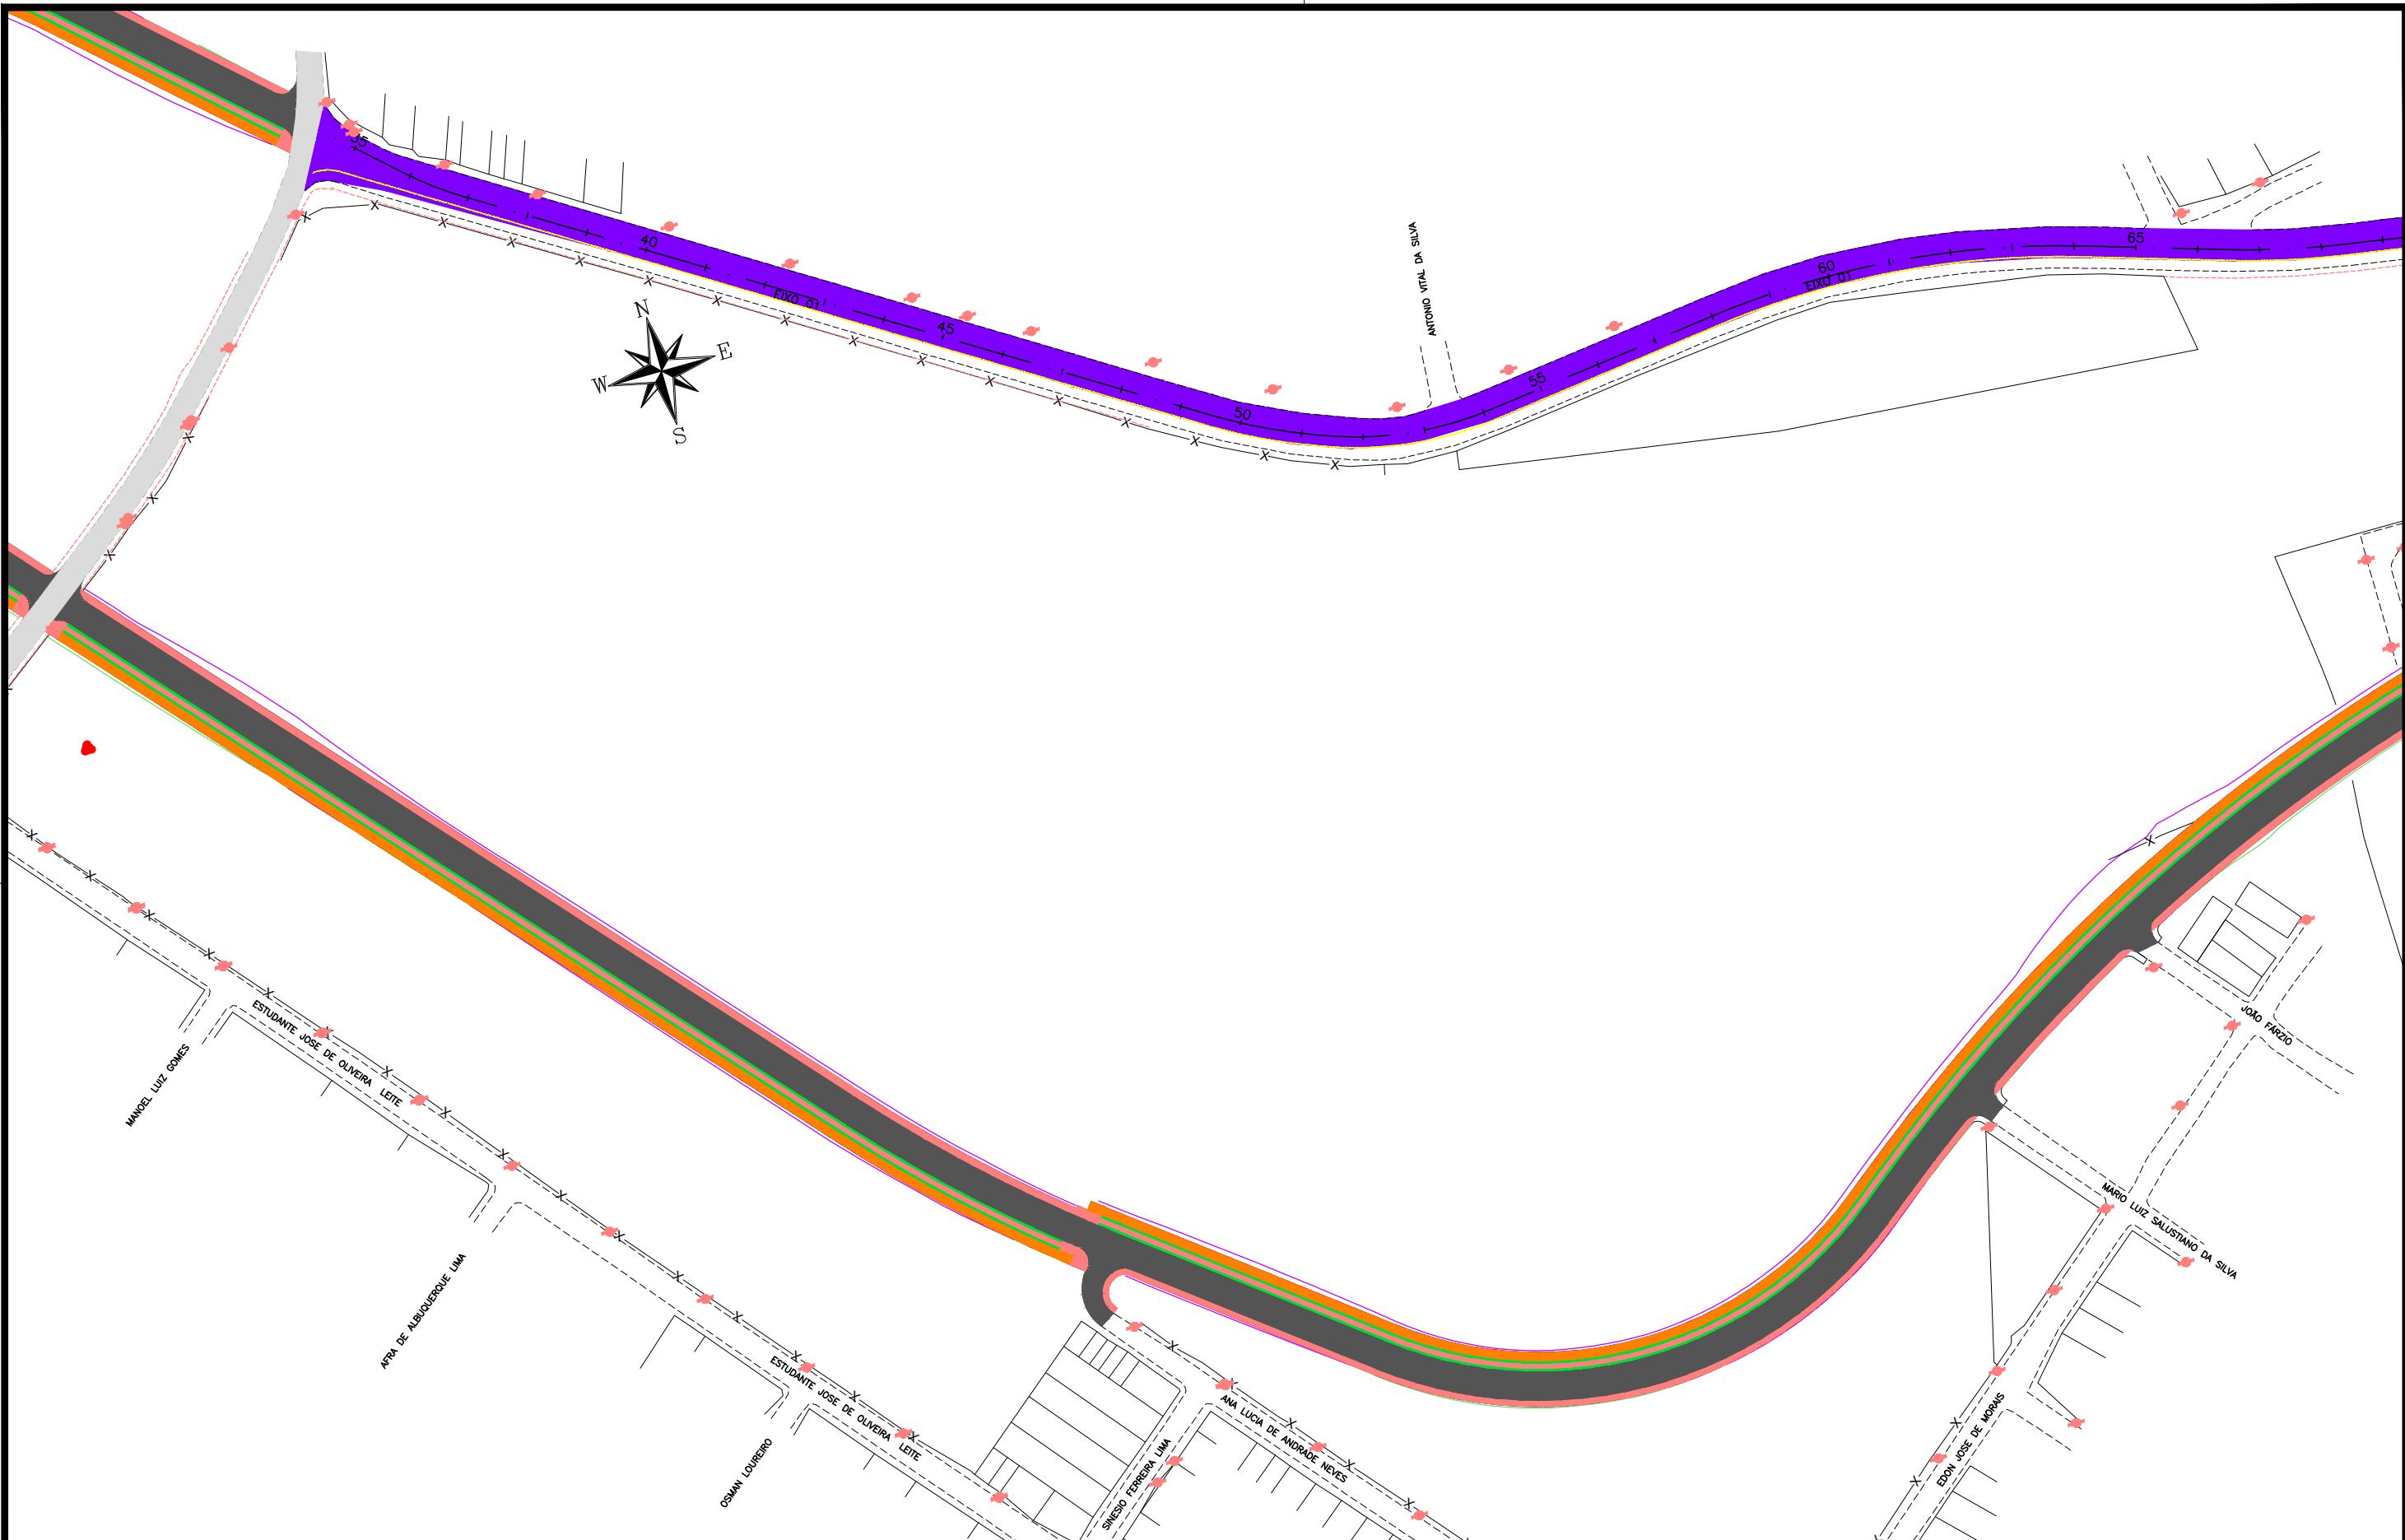 35
40
EIXO 01
45
50
ANTONIO VITAL DA SILVA
55
60
EIXO 01
65
N
E
W
S
MANOEL LUIZ GOMES
ESTUDANTE JOSE DE OLIVEIRA LEITE
AFRA DE ALBUQUERQUE LIMA
ESTUDANTE JOSE DE OLIVEIRA LEITE
OSMAN LOUREIRO
SINESIO FERREIRA LIMA
ANA LUCIA DE ANDRADE NEVES
JOÃO FARZIO
MARIO LUIZ SALUSTIANO DA SILVA
EDON JOSE DE MORAIS